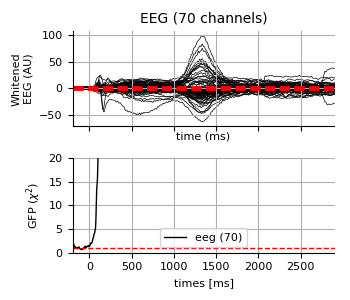 EEG (70 channels)
100
50
0
−50
Whitened
EEG (AU)
time (ms)
20
15
10
5
0
GFP (χ²)
eeg (70)
0 500 1000 1500 2000 2500
times [ms]